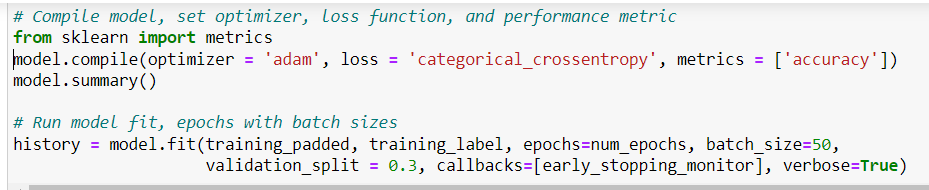 # Compile model, set optimizer, loss function, and performance metric
from sklearn import metrics
model.compile(optimizer = 'adam', loss = 'categorical_crossentropy', metrics = ['accuracy'])
model.summary()

# Run model fit, epochs with batch sizes
history = model.fit(training_padded, training_label, epochs=num_epochs, batch_size=50,
                    validation_split = 0.3, callbacks=[early_stopping_monitor], verbose=True)